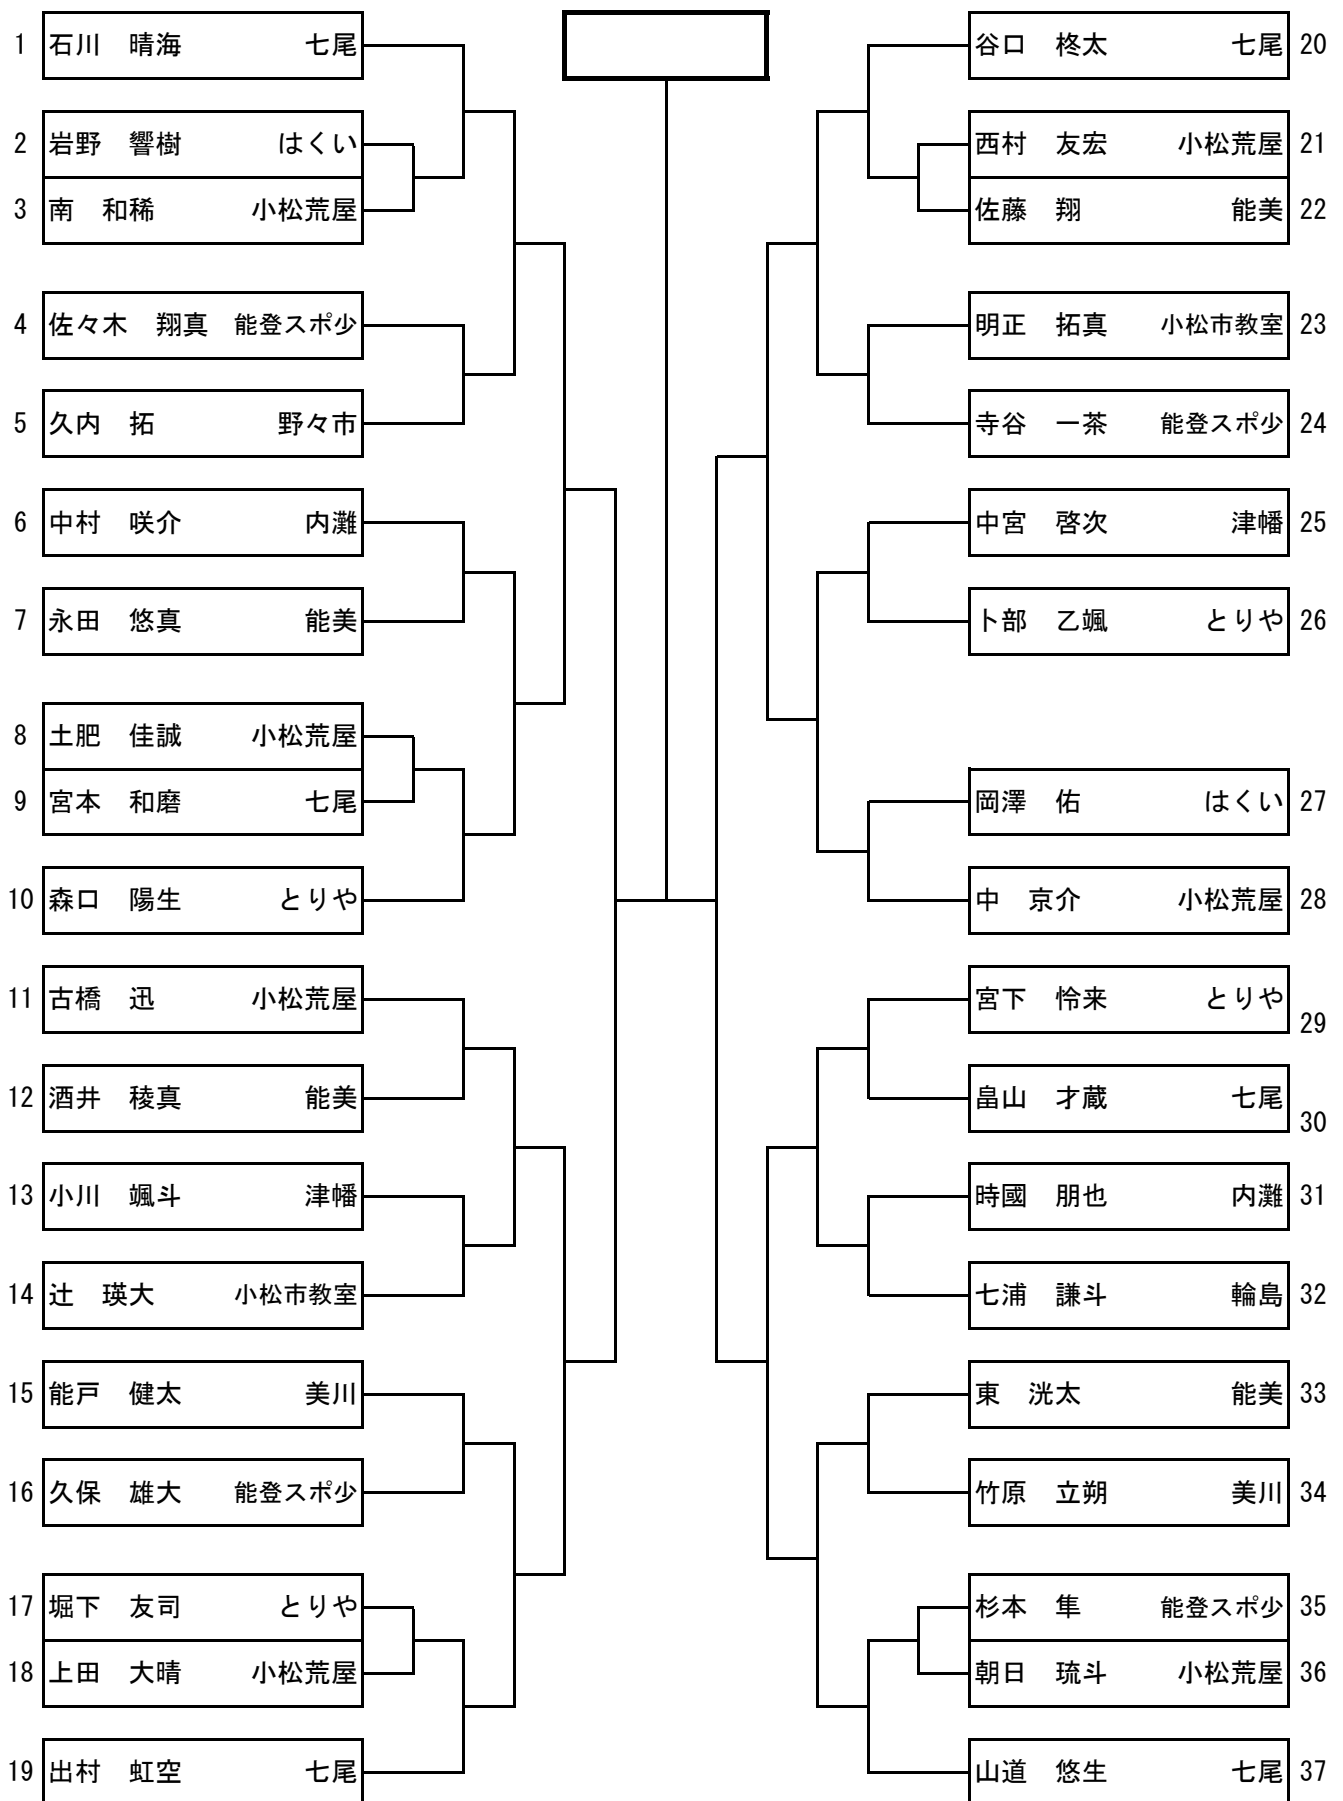 1 石川 晴海 七尾
2 岩野 響樹 はくい
3 南 和稀 小松荒屋
4 佐々木 翔真 能登スポ少
5 久内 拓 野々市
6 中村 咲介 内灘
7 永田 悠真 能美
8 土肥 佳誠 小松荒屋
9 宮本 和磨 七尾
10 森口 陽生 とりや
11 古橋 迅 小松荒屋
12 酒井 稜真 能美
13 小川 颯斗 津幡
14 辻 瑛大 小松市教室
15 能戸 健太 美川
16 久保 雄大 能登スポ少
17 堀下 友司 とりや
18 上田 大晴 小松荒屋
19 出村 虹空 七尾
谷口 柊太 七尾 20
西村 友宏 小松荒屋 21
佐藤 翔 能美 22
明正 拓真 小松市教室 23
寺谷 一茶 能登スポ少 24
中宮 啓次 津幡 25
卜部 乙颯 とりや 26
岡澤 佑 はくい 27
中 京介 小松荒屋 28
宮下 怜来 とりや 29
畠山 才蔵 七尾 30
時國 朋也 内灘 31
七浦 謙斗 輪島 32
東 洸太 能美 33
竹原 立朔 美川 34
杉本 隼 能登スポ少 35
朝日 琉斗 小松荒屋 36
山道 悠生 七尾 37